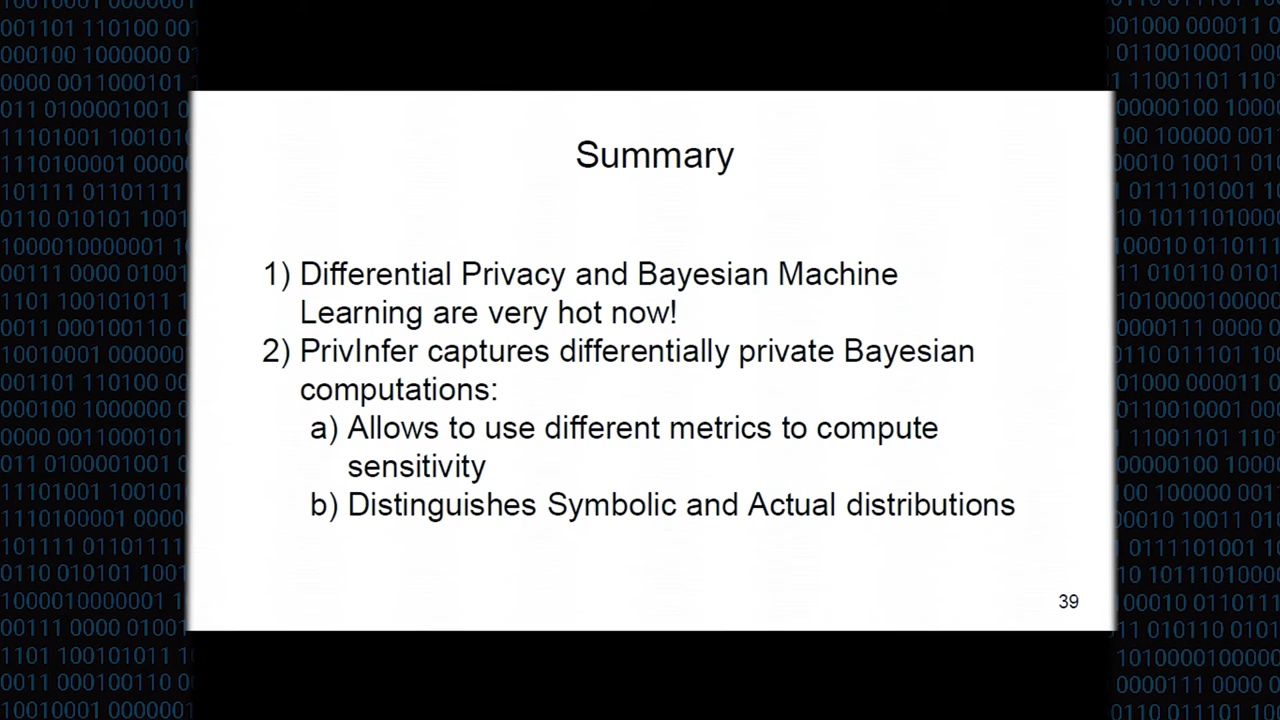 Summary
1) Differential Privacy and Bayesian Machine
Learning are very hot now!
2) PrivInfer captures differentially private Bayesian
computations:
a) Allows to use different metrics to compute
sensitivity
b) Distinguishes Symbolic and Actual distributions
39